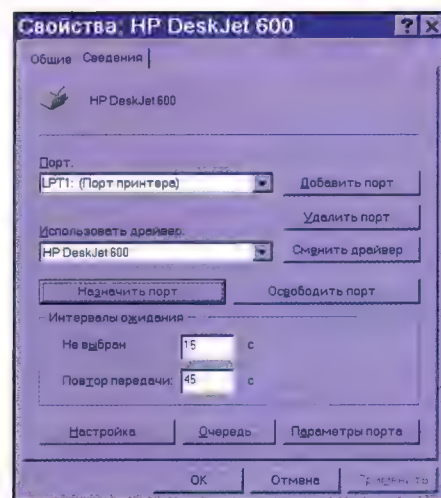 Свойства: HP DeskJet 600
Общие Сведения
HP DeskJet 600
Порт.
LPT1: (Порт принтера)
Добавить порт
Удалить порт
Использовать драйвер:
HP DeskJet 600
Сменить драйвер
Назначить порт
Освободить порт
Интервалы ожидания
Не выбран 15 с
Повтор передачи: 45 с
Настройка
Очередь
Параметры порта
ОК
Отмена
Применить